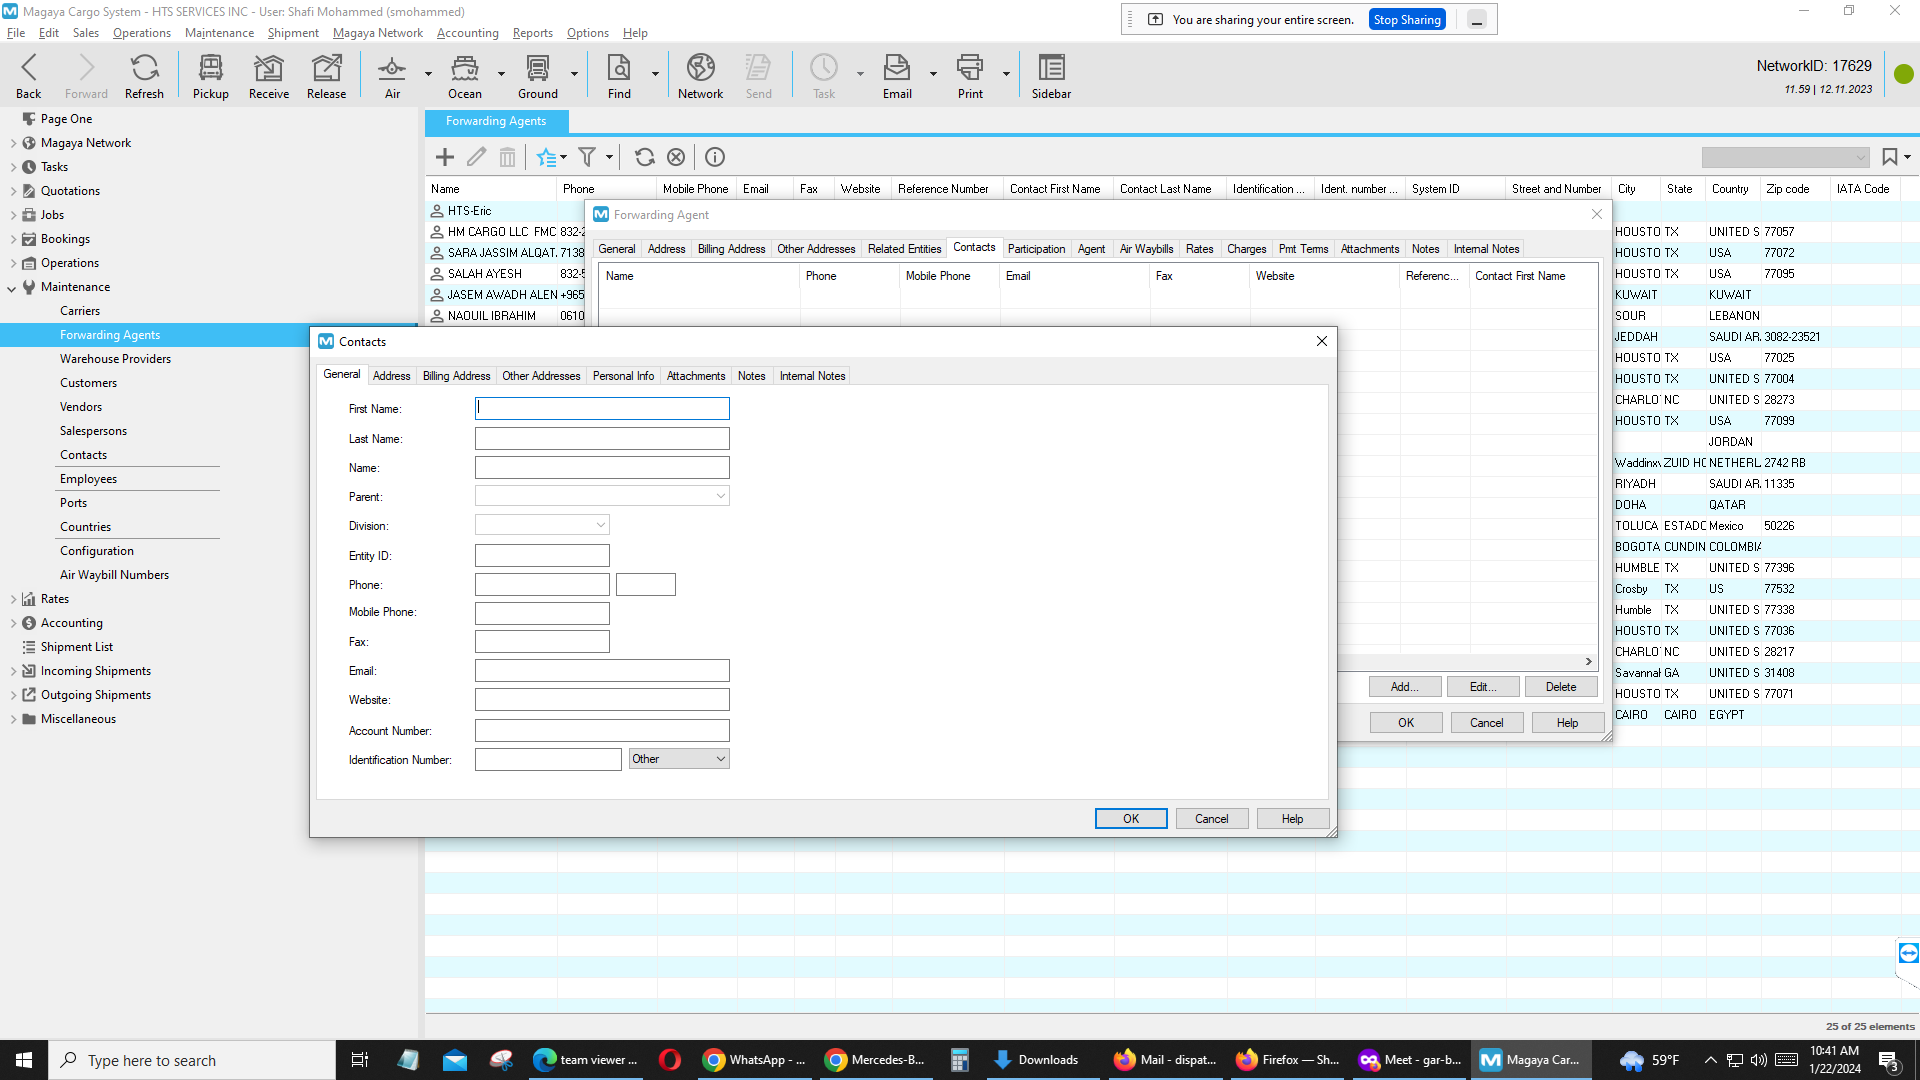 Magaya Cargo System - HTS SERVICES INC - User: Shafi Mohammed (smohammed)
You are sharing your entire screen.
Stop Sharing
File Edit Sales Operations Maintenance Shipment Magaya Network Accounting Reports Options Help
Back Forward Refresh Pickup Receive Release Air Ocean Ground Find Network Send Task Email Print Sidebar
NetworkID: 17629
11.59 | 12.11.2023
Page One
Magaya Network
Tasks
Quotations
Jobs
Bookings
Operations
Maintenance
Carriers
Forwarding Agents
Warehouse Providers
Customers
Vendors
Salespersons
Contacts
Employees
Ports
Countries
Configuration
Air Waybill Numbers
Rates
Accounting
Shipment List
Incoming Shipments
Outgoing Shipments
Miscellaneous
Forwarding Agents
Name Phone Mobile Phone Email Fax Website Reference Number Contact First Name Contact Last Name Identification ... Ident. number ... System ID Street and Number City State Country Zip code IATA Code
HTS-Eric
HM CARGO LLC FMC 832-2
SARA JASSIM ALQAT. 7138
SALAH AYESH 832-5
JASEM AWADH ALEN +965
NAOUIL IBRAHIM 0610
HOUSTO TX UNITED S 77057
HOUSTO TX USA 77072
HOUSTO TX USA 77095
KUWAIT KUWAIT
SOUR LEBANON
JEDDAH SAUDI AR. 3082-23521
HOUSTO TX USA 77025
HOUSTO TX UNITED S 77004
CHARLO NC UNITED S 28273
HOUSTO TX USA 77099
JORDAN
Waddinxv ZUID HO NETHERL 2742 RB
RIYADH SAUDI AR. 11335
DOHA QATAR
TOLUCA ESTADO Mexico 50226
BOGOTA CUNDIN COLOMBIA
HUMBLE TX UNITED S 77396
Crosby TX US 77532
Humble TX UNITED S 77338
HOUSTO TX UNITED S 77036
CHARLO NC UNITED S 28217
Savannal GA UNITED S 31408
HOUSTO TX UNITED S 77071
CAIRO CAIRO EGYPT
Forwarding Agent
General Address Billing Address Other Addresses Related Entities Contacts Participation Agent Air Waybills Rates Charges Pmt Terms Attachments Notes Internal Notes
Name Phone Mobile Phone Email Fax Website Referenc... Contact First Name
Add... Edit... Delete
OK Cancel Help
Contacts
General Address Billing Address Other Addresses Personal Info Attachments Notes Internal Notes
First Name:
Last Name:
Name:
Parent:
Division:
Entity ID:
Phone:
Mobile Phone:
Fax:
Email:
Website:
Account Number:
Identification Number: Other
OK Cancel Help
25 of 25 elements
Type here to search
team viewer ...
WhatsApp - ...
Mercedes-B...
Downloads
Mail - dispat...
Firefox — Sh...
Meet - gar-b...
Magaya Car...
59°F
10:41 AM
1/22/2024
3